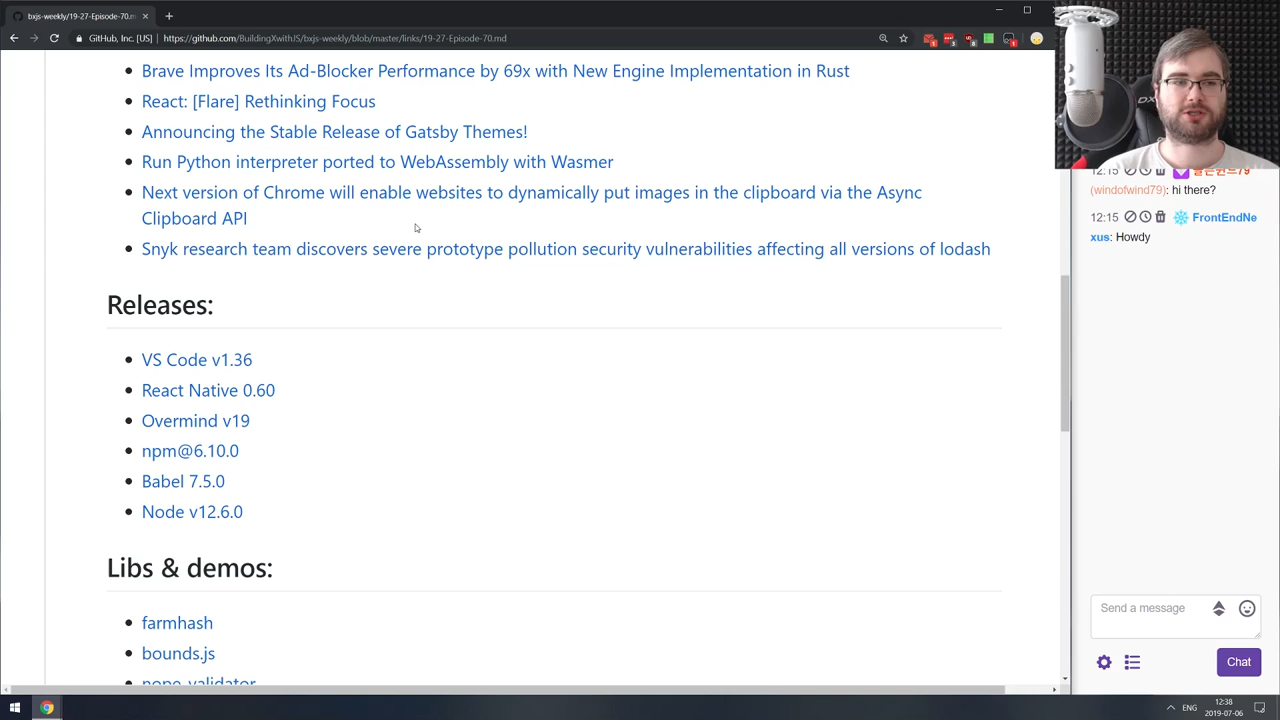 bxjs-weekly/19-27-Episode-70.m
GitHub, Inc. [US]
https://github.com/BuildingXwithJS/bxjs-weekly/blob/master/links/19-27-Episode-70.md
Brave Improves Its Ad-Blocker Performance by 69x with New Engine Implementation in Rust
React: [Flare] Rethinking Focus
Announcing the Stable Release of Gatsby Themes!
Run Python interpreter ported to WebAssembly with Wasmer
Next version of Chrome will enable websites to dynamically put images in the clipboard via the Async
Clipboard API
Snyk research team discovers severe prototype pollution security vulnerabilities affecting all versions of lodash
Releases:
VS Code v1.36
React Native 0.60
Overmind v19
npm@6.10.0
Babel 7.5.0
Node v12.6.0
Libs & demos:
farmhash
bounds.js
nope-validator
12:15
(windofwind79): hi there?
12:15 FrontEndNe
xus: Howdy
Send a message
Chat
ENG
12:38
2019-07-06